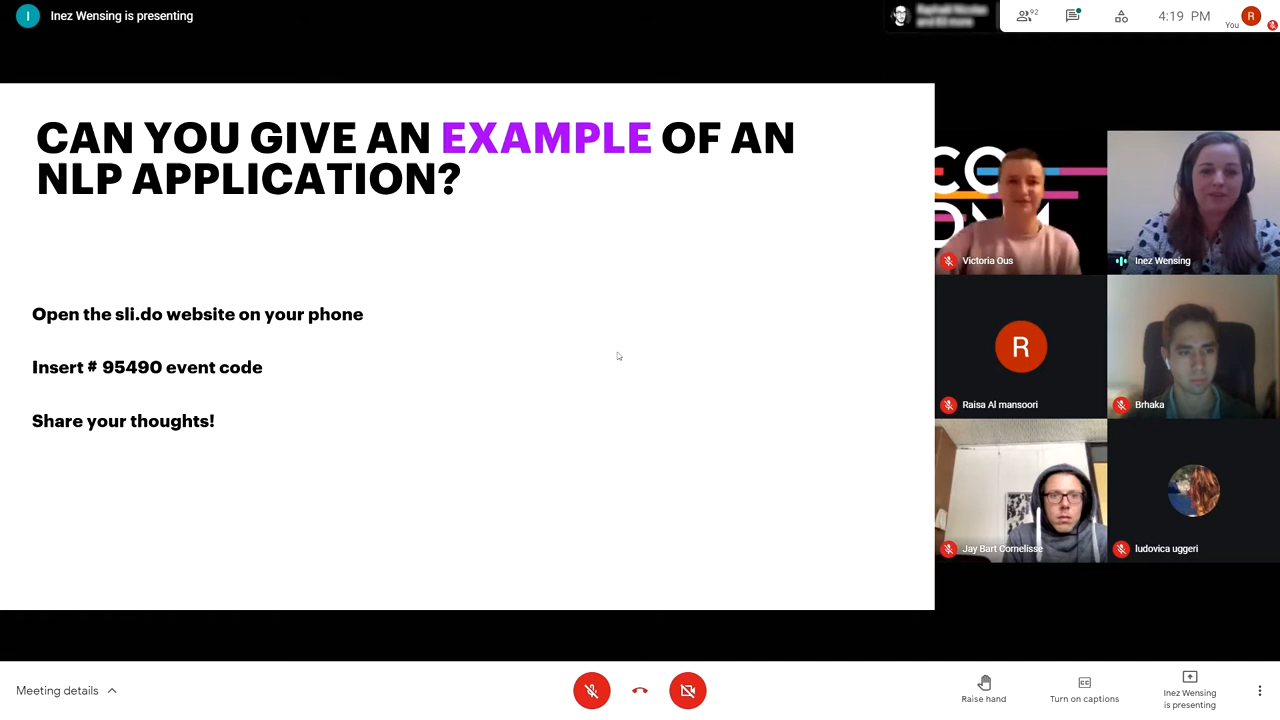 I
Inez Wensing is presenting
92
4:19 PM
You
R
CAN YOU GIVE AN EXAMPLE OF AN
NLP APPLICATION?
Open the sli.do website on your phone
Insert # 95490 event code
Share your thoughts!
CO
Victoria Ous
Inez Wensing
R
Raisa Al mansoori
Brhaka
Jay Bart Cornelisse
ludovica uggeri
Meeting details
Raise hand
CC
Turn on captions
Inez Wensing
is presenting